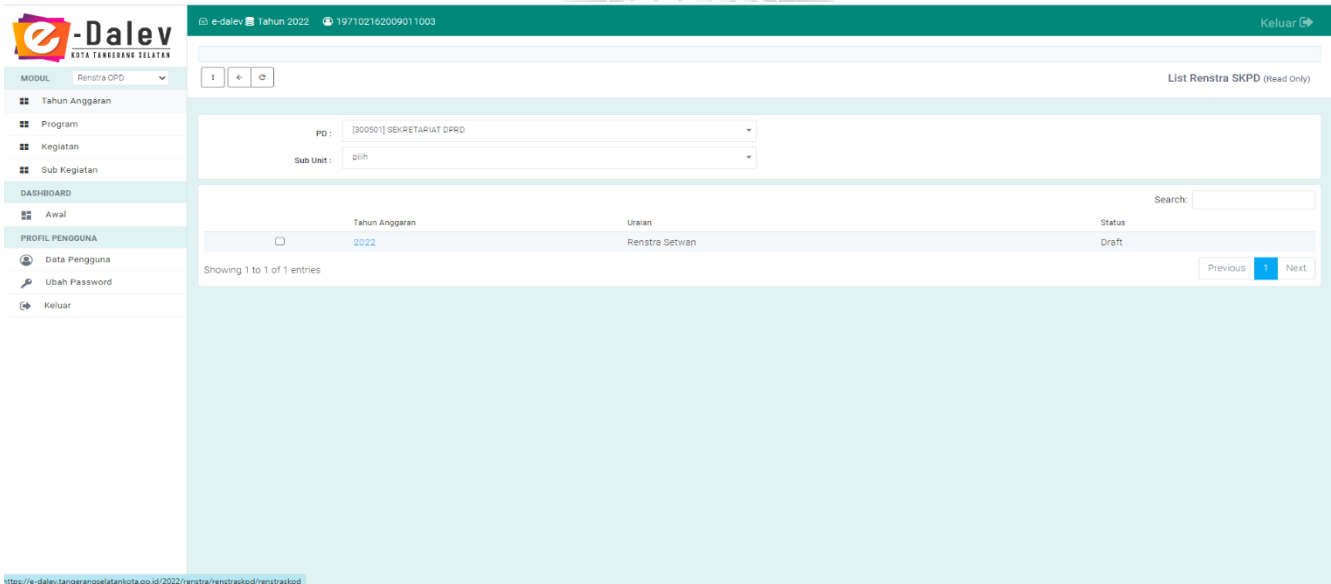 e-Dalev
KOTA TANGERANG SELATAN
e-dalev Tahun 2022 197102162009011003
Keluar
MODUL Renstra OPD
List Renstra SKPD (Read Only)
Tahun Anggaran
Program
Kegiatan
Sub Kegiatan
DASHBOARD
Awal
PROFIL PENGGUNA
Data Pengguna
Ubah Password
Keluar
PD : [300501] SEKRETARIAT DPRD
Sub Unit : pilih
Search:
Tahun Anggaran Uraian Status
2022 Renstra Setwan Draft
Showing 1 to 1 of 1 entries
Previous 1 Next
https://e-dalev.tangerangselatankota.go.id/2022/renstra/renstraskpd/renstraskpd